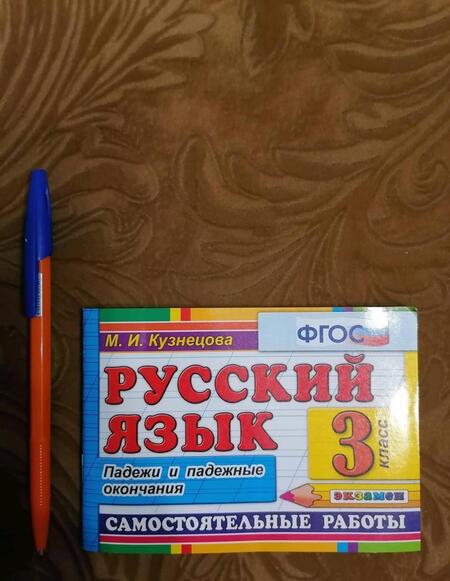 М. И. Кузнецова
ФГОС
РУССКИЙ
ЯЗЫК
Падежи и падежные
окончания
3
класс
экзамен
САМОСТОЯТЕЛЬНЫЕ РАБОТЫ